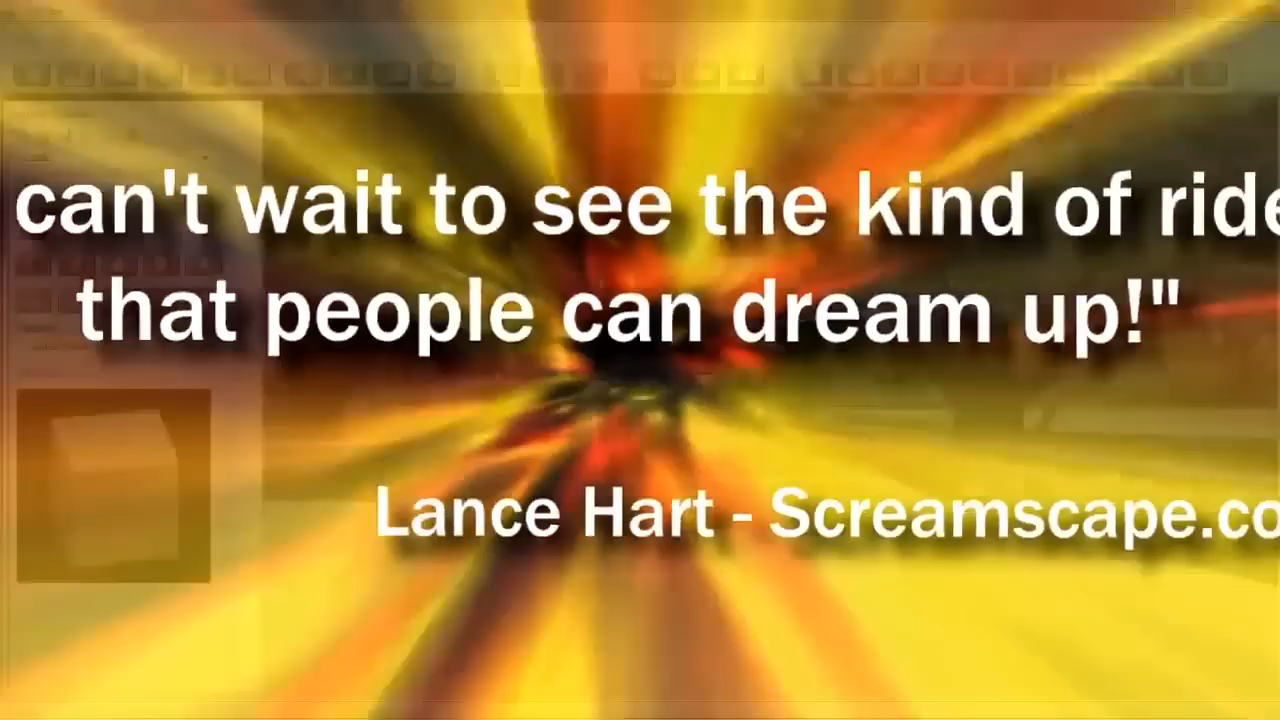 can't wait to see the kind of ride
that people can dream up!"
Lance Hart - Screamscape.co